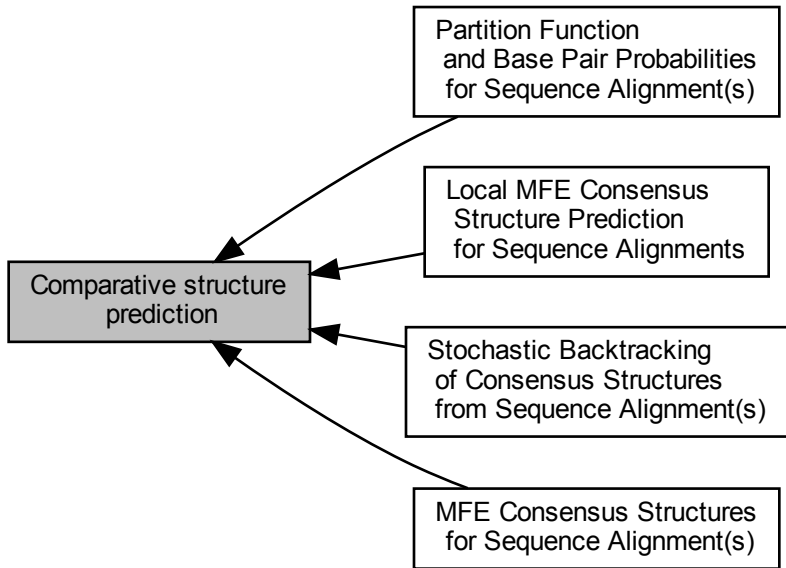 Partition Function
and Base Pair Probabilities
for Sequence Alignment(s)
Local MFE Consensus
Structure Prediction
for Sequence Alignments
Comparative structure
prediction
Stochastic Backtracking
of Consensus Structures
from Sequence Alignment(s)
MFE Consensus Structures
for Sequence Alignment(s)